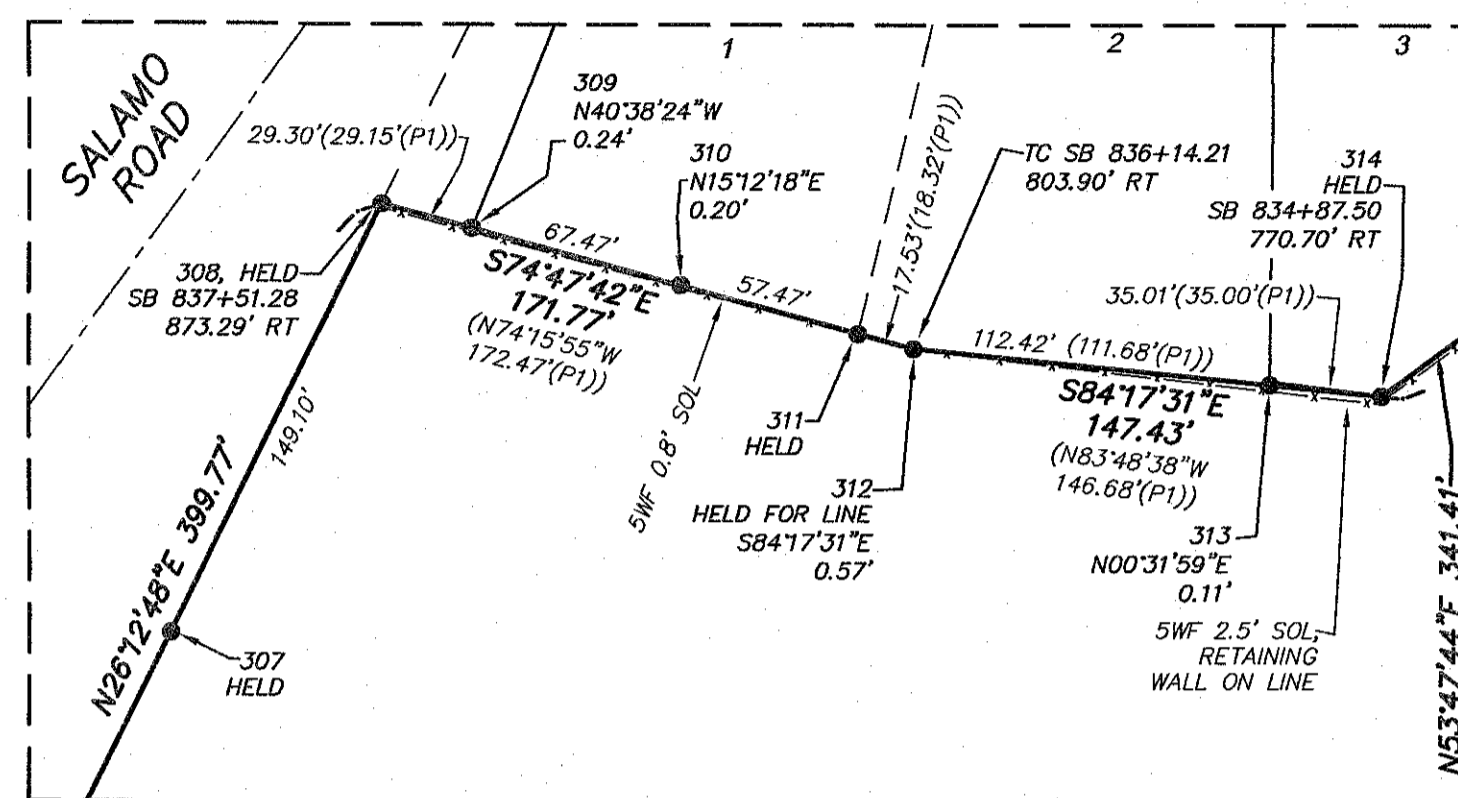 1
2
3
SALAMO
ROAD
29.30'(29.15'(P1))
309
N40°38'24"W
0.24'
310
N15°12'18"E
0.20'
17.53'(18.32'(P1))
TC SB 836+14.21
803.90' RT
314
HELD
SB 834+87.50
770.70' RT
308, HELD
SB 837+51.28
873.29' RT
67.47'
S74°47'42"E
171.77'
(N74°15'55"W
172.47'(P1))
57.47'
5WF 0.8' SOL
311
HELD
312
HELD FOR LINE
S84°17'31"E
0.57'
112.42' (111.68'(P1))
S84°17'31"E
147.43'
(N83°48'38"W
146.68'(P1))
35.01'(35.00'(P1))
313
N00°31'59"E
0.11'
5WF 2.5' SOL,
RETAINING
WALL ON LINE
N53°47'44"E 341.41'
149.10'
N26°12'48"E 399.77'
307
HELD